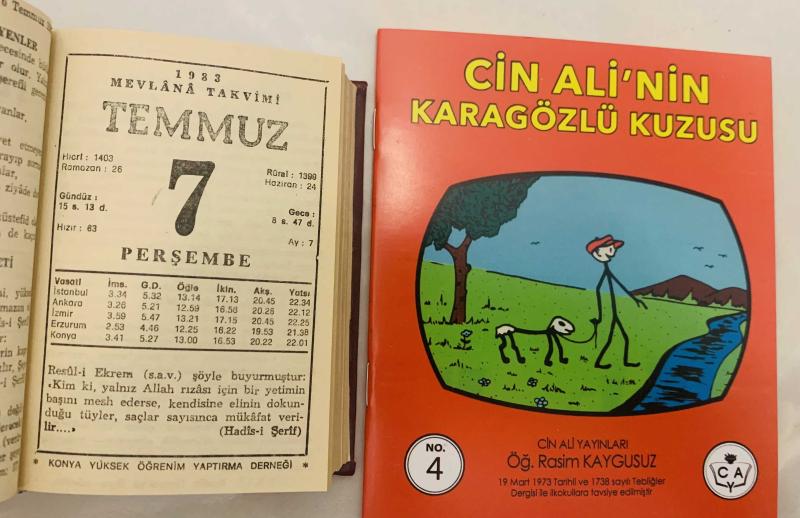 6 Temmuz
YENLER
1983
MEVLÂNÂ TAKVİMİ
TEMMUZ
Hicrî : 1403
Ramazan : 26
Rûmî : 1399
Haziran : 24
7
Gündüz :
15 s. 13 d.
Gece :
8 s. 47 d.
Hızır : 63
Ay : 7
PERŞEMBE
Vasatî İms. G.D. Öğle İkin. Akş. Yatsı
İstanbul 3.34 5.32 13.14 17.13 20.45 22.34
Ankara 3.26 5.21 12.59 16.56 20.26 22.12
İzmir 3.59 5.47 13.21 17.15 20.45 22.25
Erzurum 2.53 4.46 12.25 16.22 19.53 21.38
Konya 3.41 5.27 13.00 16.53 20.22 22.01
Resûl-i Ekrem (s.a.v.) şöyle buyurmuştur:
«Kim ki, yalnız Allah rızâsı için bir yetimin
başını mesh ederse, kendisine elinin dokun-
duğu tüyler, saçlar sayısınca mükâfat veri-
lir....» (Hadîs-i Şerîf)
* KONYA YÜKSEK ÖĞRENİM YAPTIRMA DERNEĞİ *
CİN ALİ'NİN
KARAGÖZLÜ KUZUSU
NO.
4
CİN ALİ YAYINLARI
Öğ. Rasim KAYGUSUZ
19 Mart 1973 Tarihli ve 1738 sayılı Tebliğler
Dergisi ile ilkokullara tavsiye edilmiştir
C A
Y